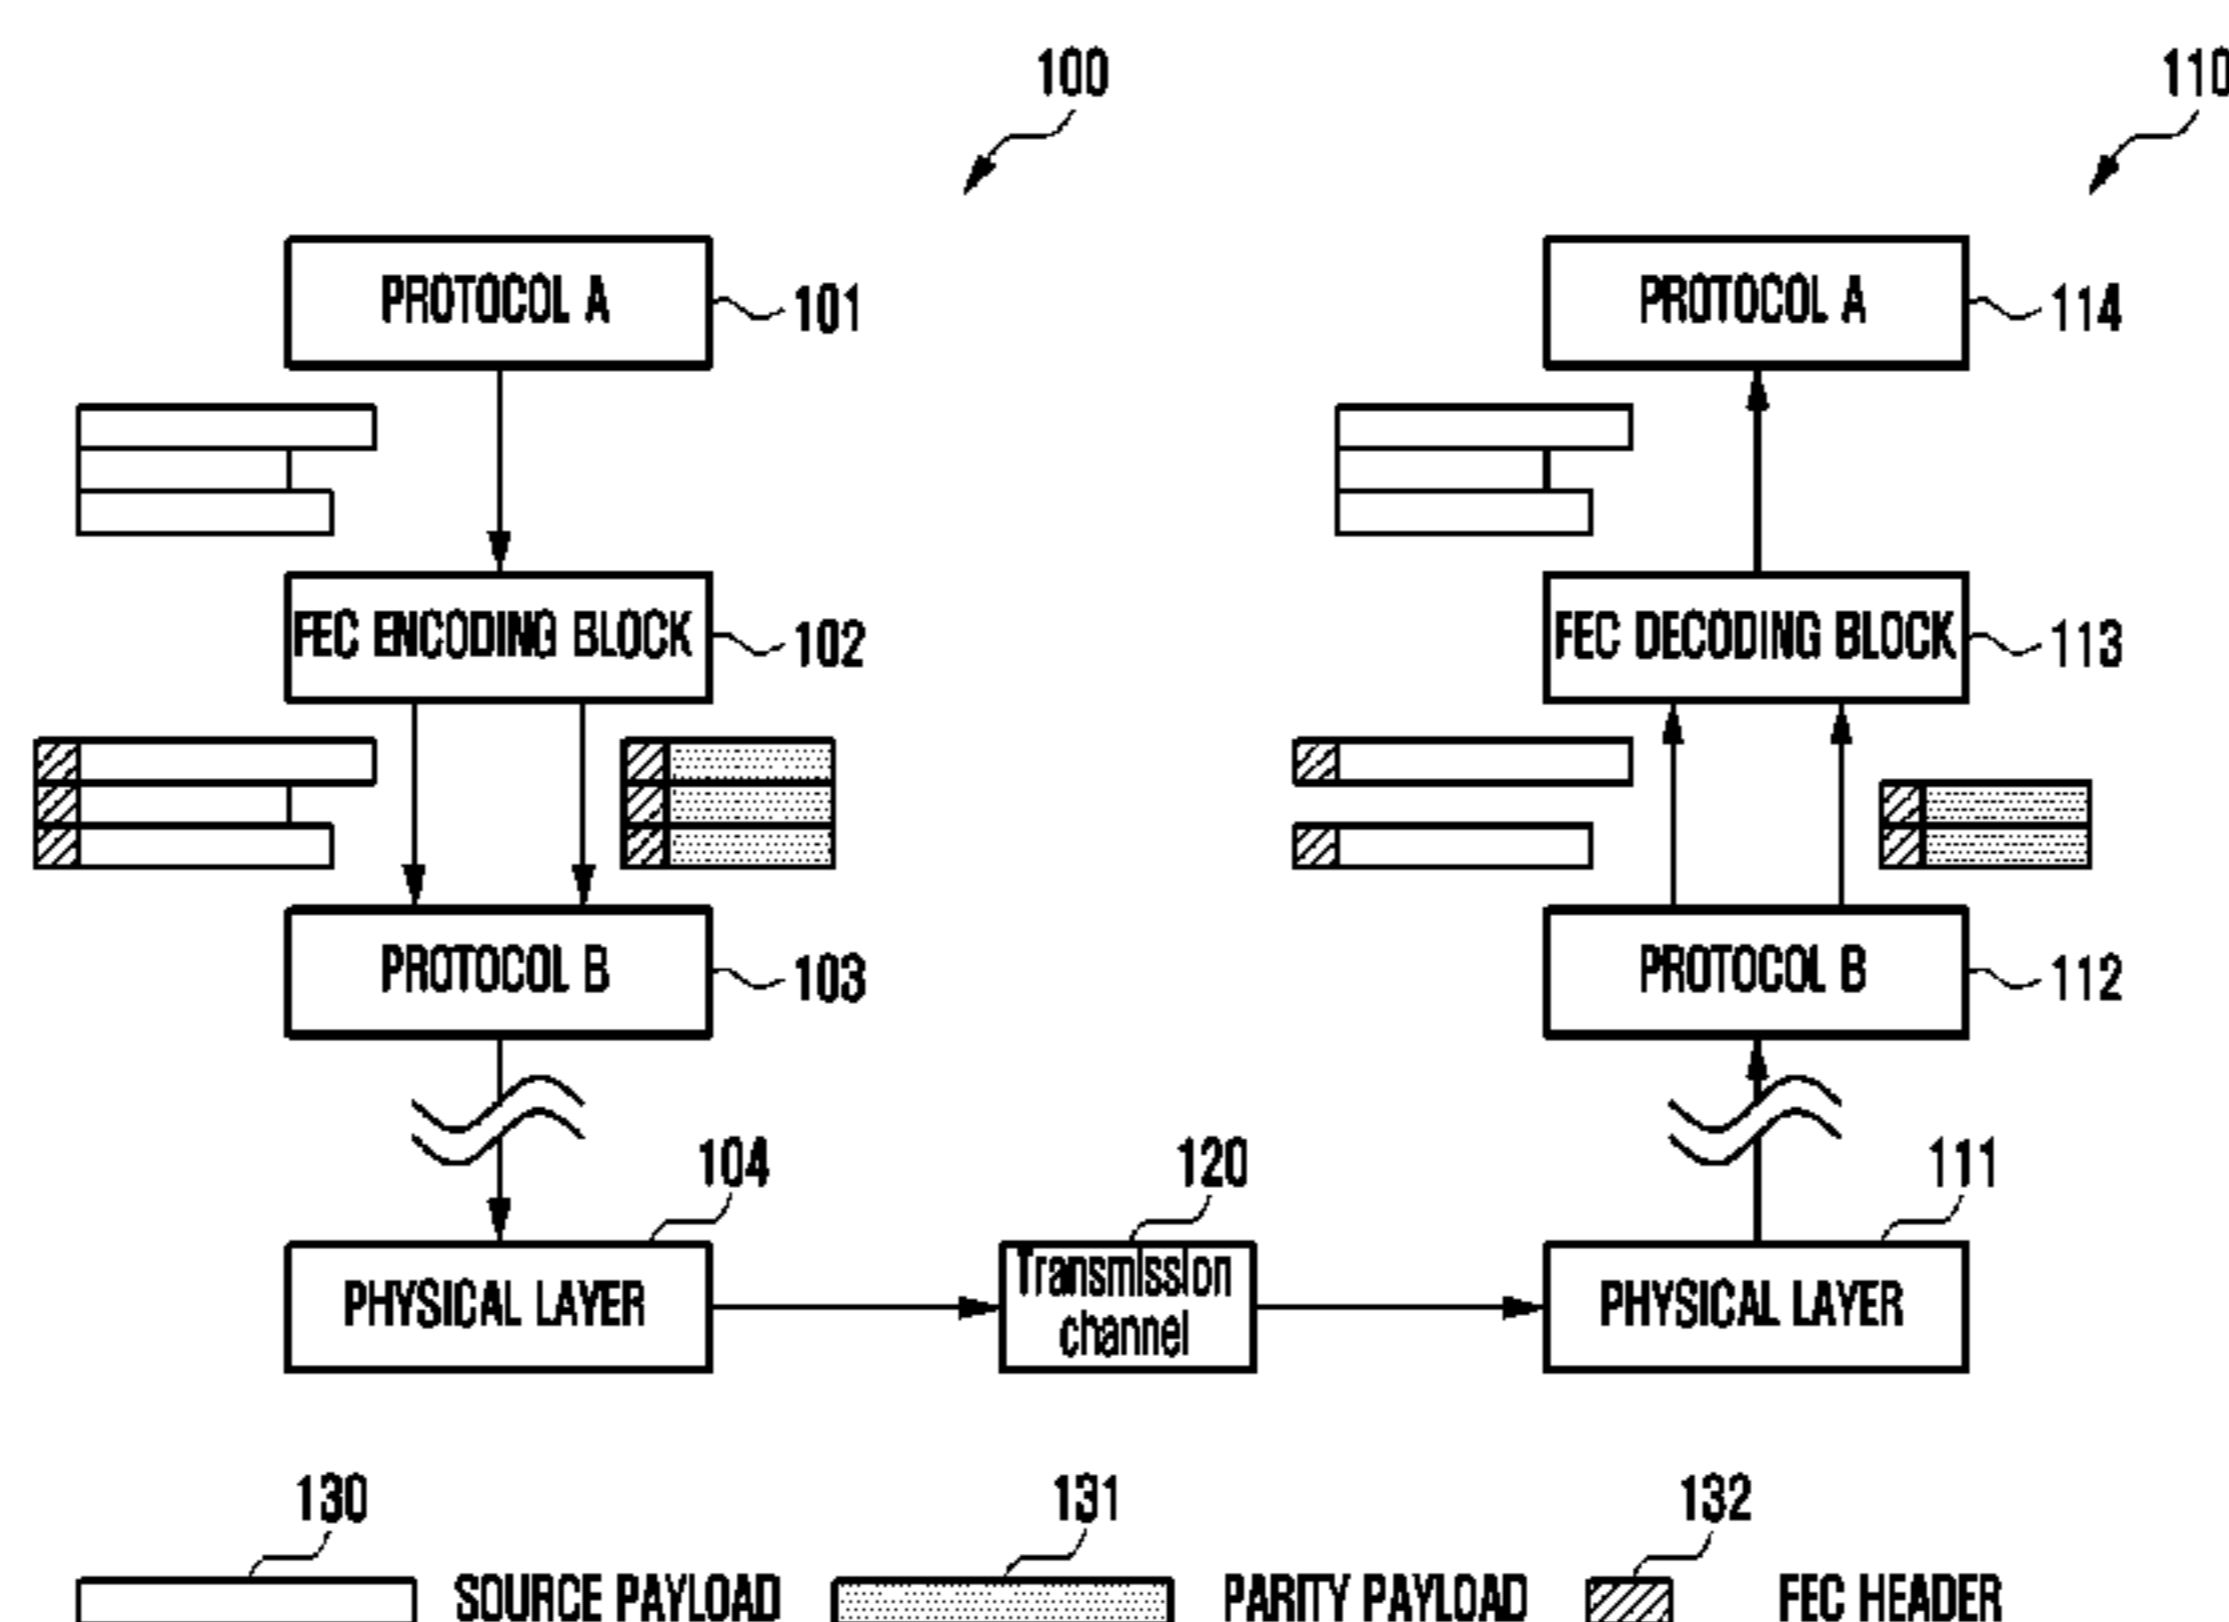 100
110
PROTOCOL A
101
PROTOCOL A
114
FEC ENCODING BLOCK
102
FEC DECODING BLOCK
113
PROTOCOL B
103
PROTOCOL B
112
104
120
111
PHYSICAL LAYER
Transmission
channel
PHYSICAL LAYER
130
131
132
SOURCE PAYLOAD
PARITY PAYLOAD
FEC HEADER